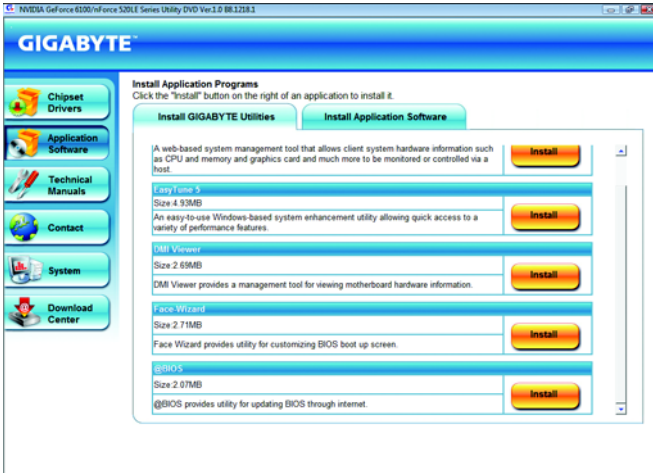 NVIDIA GeForce 6100/nForce 520LE Series Utility DVD Ver.1.0 B8.1218.1
GIGABYTE™
Chipset
Drivers
Application
Software
Technical
Manuals
Contact
System
Download
Center
Install Application Programs
Click the "Install" button on the right of an application to install it.
Install GIGABYTE Utilities
Install Application Software
A web-based system management tool that allows client system hardware information such
as CPU and memory and graphics card and much more to be monitored or controlled via a
host.
Install
EasyTune 5
Size:4.93MB
An easy-to-use Windows-based system enhancement utility allowing quick access to a
variety of performance features.
Install
DMI Viewer
Size:2.69MB
DMI Viewer provides a management tool for viewing motherboard hardware information.
Install
Face-Wizard
Size:2.71MB
Face Wizard provides utility for customizing BIOS boot up screen.
Install
@BIOS
Size:2.07MB
@BIOS provides utility for updating BIOS through internet.
Install